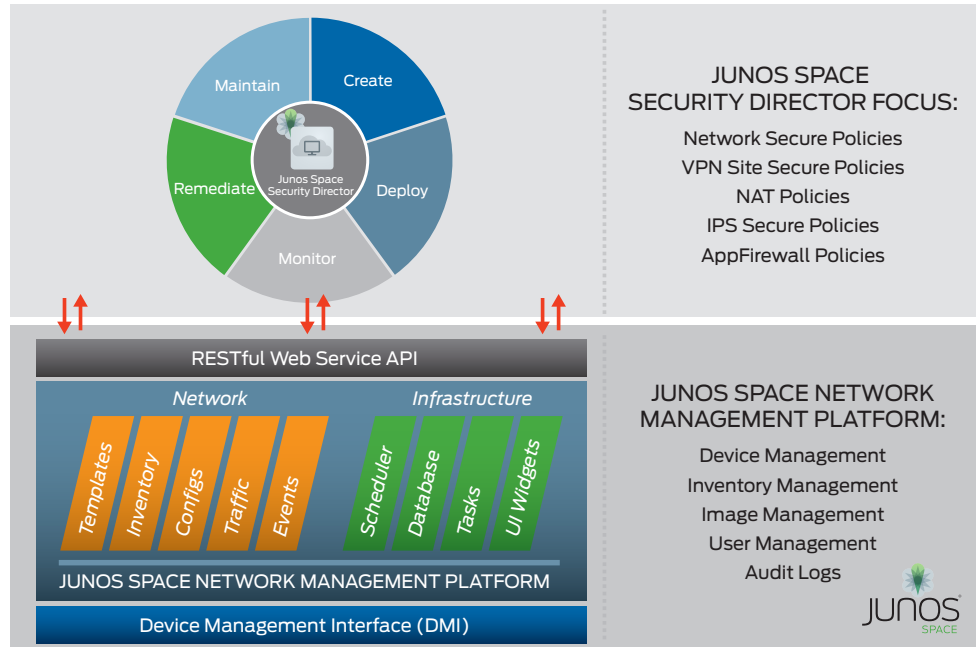 Maintain
Create
Remediate
Junos Space
Security Director
Deploy
Monitor
JUNOS SPACE
SECURITY DIRECTOR FOCUS:
Network Secure Policies
VPN Site Secure Policies
NAT Policies
IPS Secure Policies
AppFirewall Policies
RESTful Web Service API
Network
Infrastructure
Templates
Inventory
Configs
Traffic
Events
Scheduler
Database
Tasks
UI Widgets
JUNOS SPACE NETWORK MANAGEMENT PLATFORM
Device Management Interface (DMI)
JUNOS SPACE NETWORK
MANAGEMENT PLATFORM:
Device Management
Inventory Management
Image Management
User Management
Audit Logs
JUNOS
SPACE